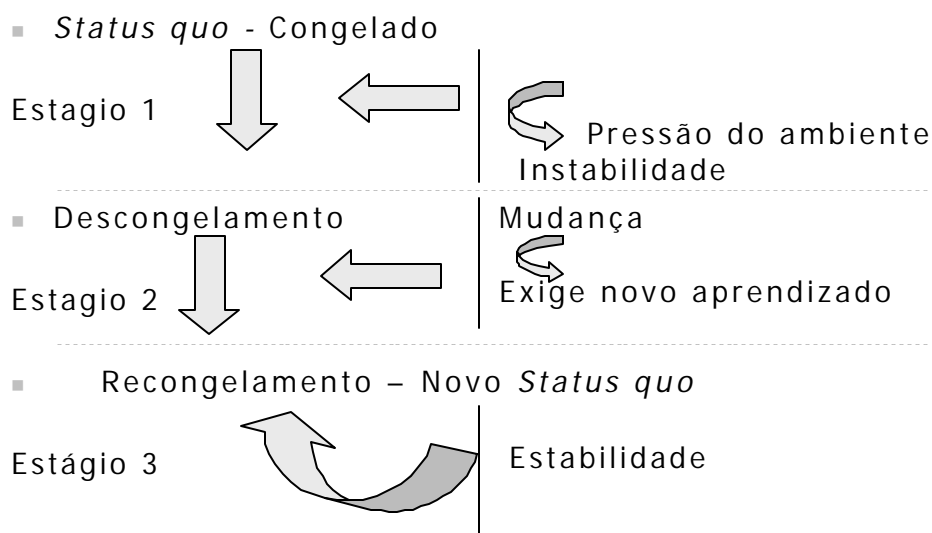 Status quo - Congelado
Estagio 1
Pressão do ambiente
Instabilidade
Descongelamento
Mudança
Estagio 2
Exige novo aprendizado
Recongelamento – Novo Status quo
Estágio 3
Estabilidade